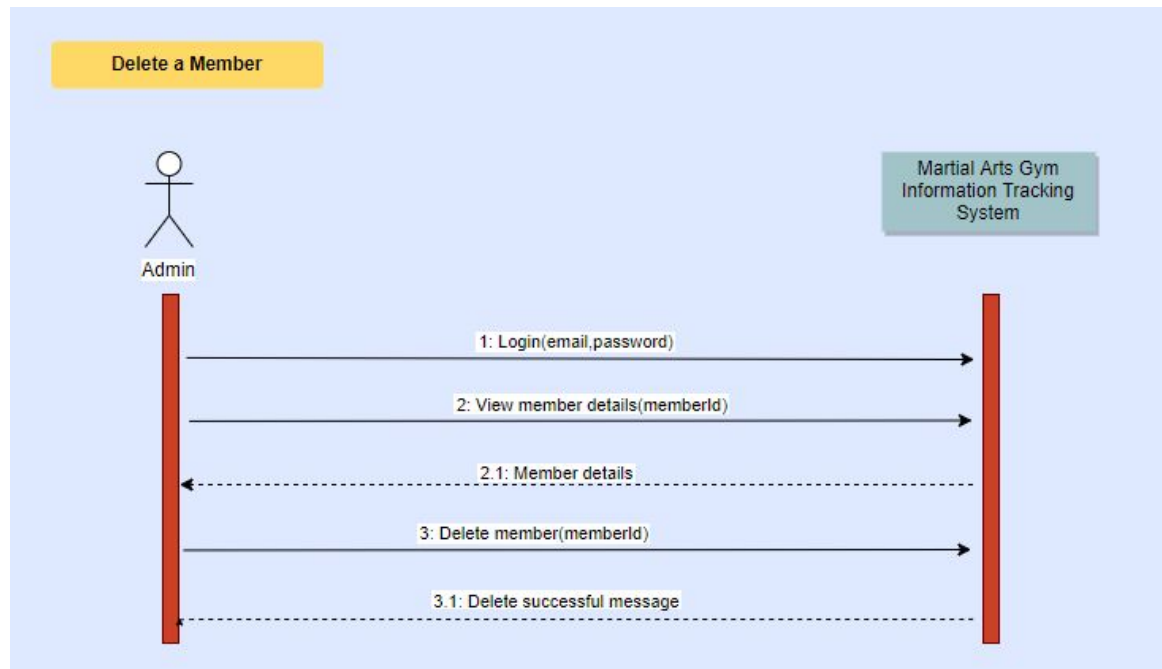 Delete a Member
Martial Arts Gym
Information Tracking
System
Admin
1: Login(email,password)
2: View member details(memberId)
2.1: Member details
3: Delete member(memberId)
3.1: Delete successful message